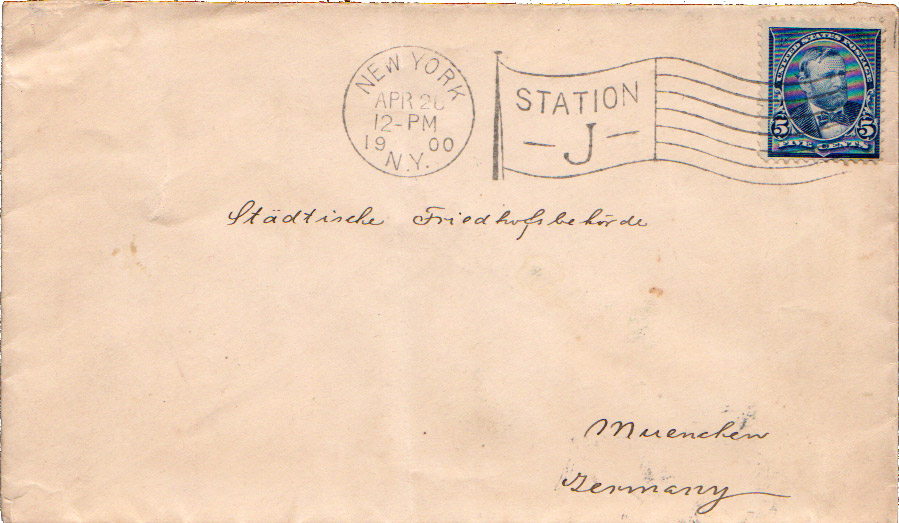 NEW YORK
APR 26
12-PM
19 00
N.Y.
STATION
- J -
UNITED STATES POSTAGE
5 5
FIVE CENTS
Städtische Friedhofsbehörde
Muenchen
Germany